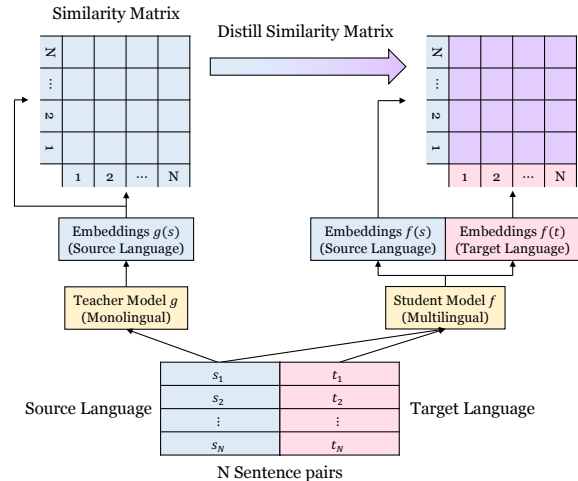 Similarity Matrix
Distill Similarity Matrix
N
...
2
1
1 2 ... N
N
...
2
1
1 2 ... N
Embeddings g(s)
(Source Language)
Embeddings f(s)
(Source Language)
Embeddings f(t)
(Target Language)
Teacher Model g
(Monolingual)
Student Model f
(Multilingual)
Source Language
s₁ t₁
s₂ t₂
⋮ ⋮
s_N t_N
Target Language
N Sentence pairs